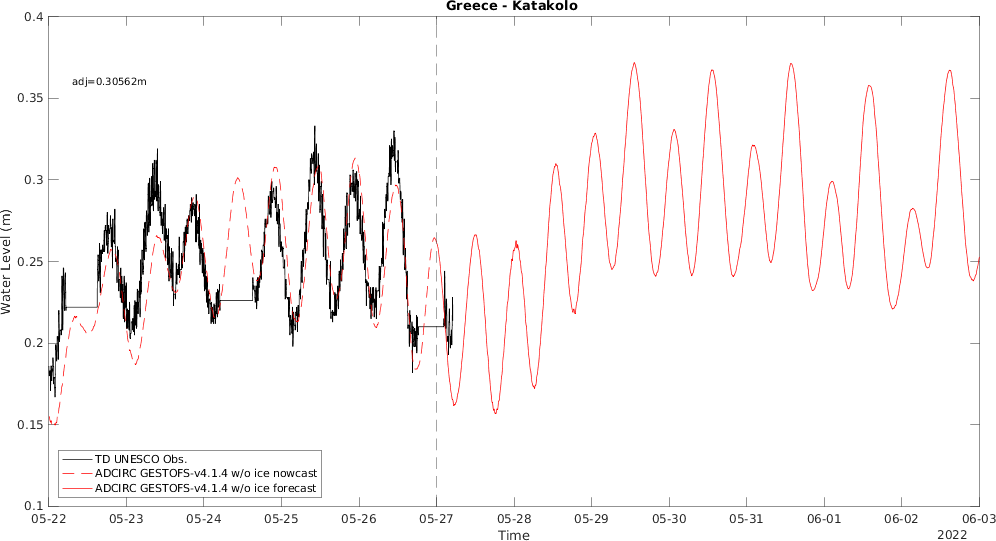 Greece - Katakolo
0.4
0.35
0.3
0.25
0.2
0.15
0.1
Water Level (m)
adj=0.30562m
TD UNESCO Obs.
ADCIRC GESTOFS-v4.1.4 w/o ice nowcast
ADCIRC GESTOFS-v4.1.4 w/o ice forecast
05-22 05-23 05-24 05-25 05-26 05-27 05-28 05-29 05-30 05-31 06-01 06-02 06-03
Time
2022